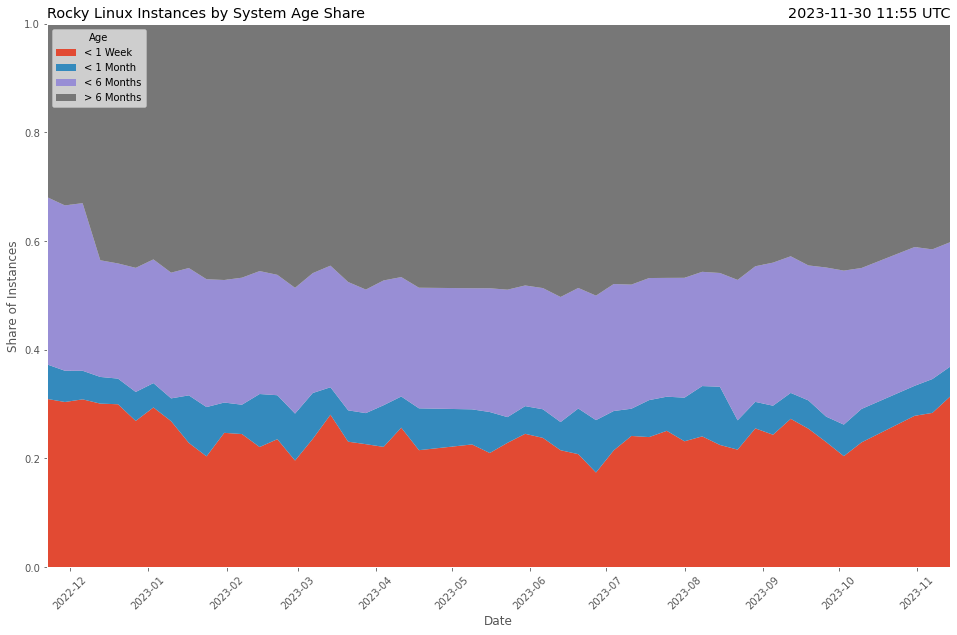 Rocky Linux Instances by System Age Share
2023-11-30 11:55 UTC
Age
< 1 Week
< 1 Month
< 6 Months
> 6 Months
1.0
0.8
0.6
0.4
0.2
0.0
Share of Instances
2022-12
2023-01
2023-02
2023-03
2023-04
2023-05
2023-06
2023-07
2023-08
2023-09
2023-10
2023-11
Date